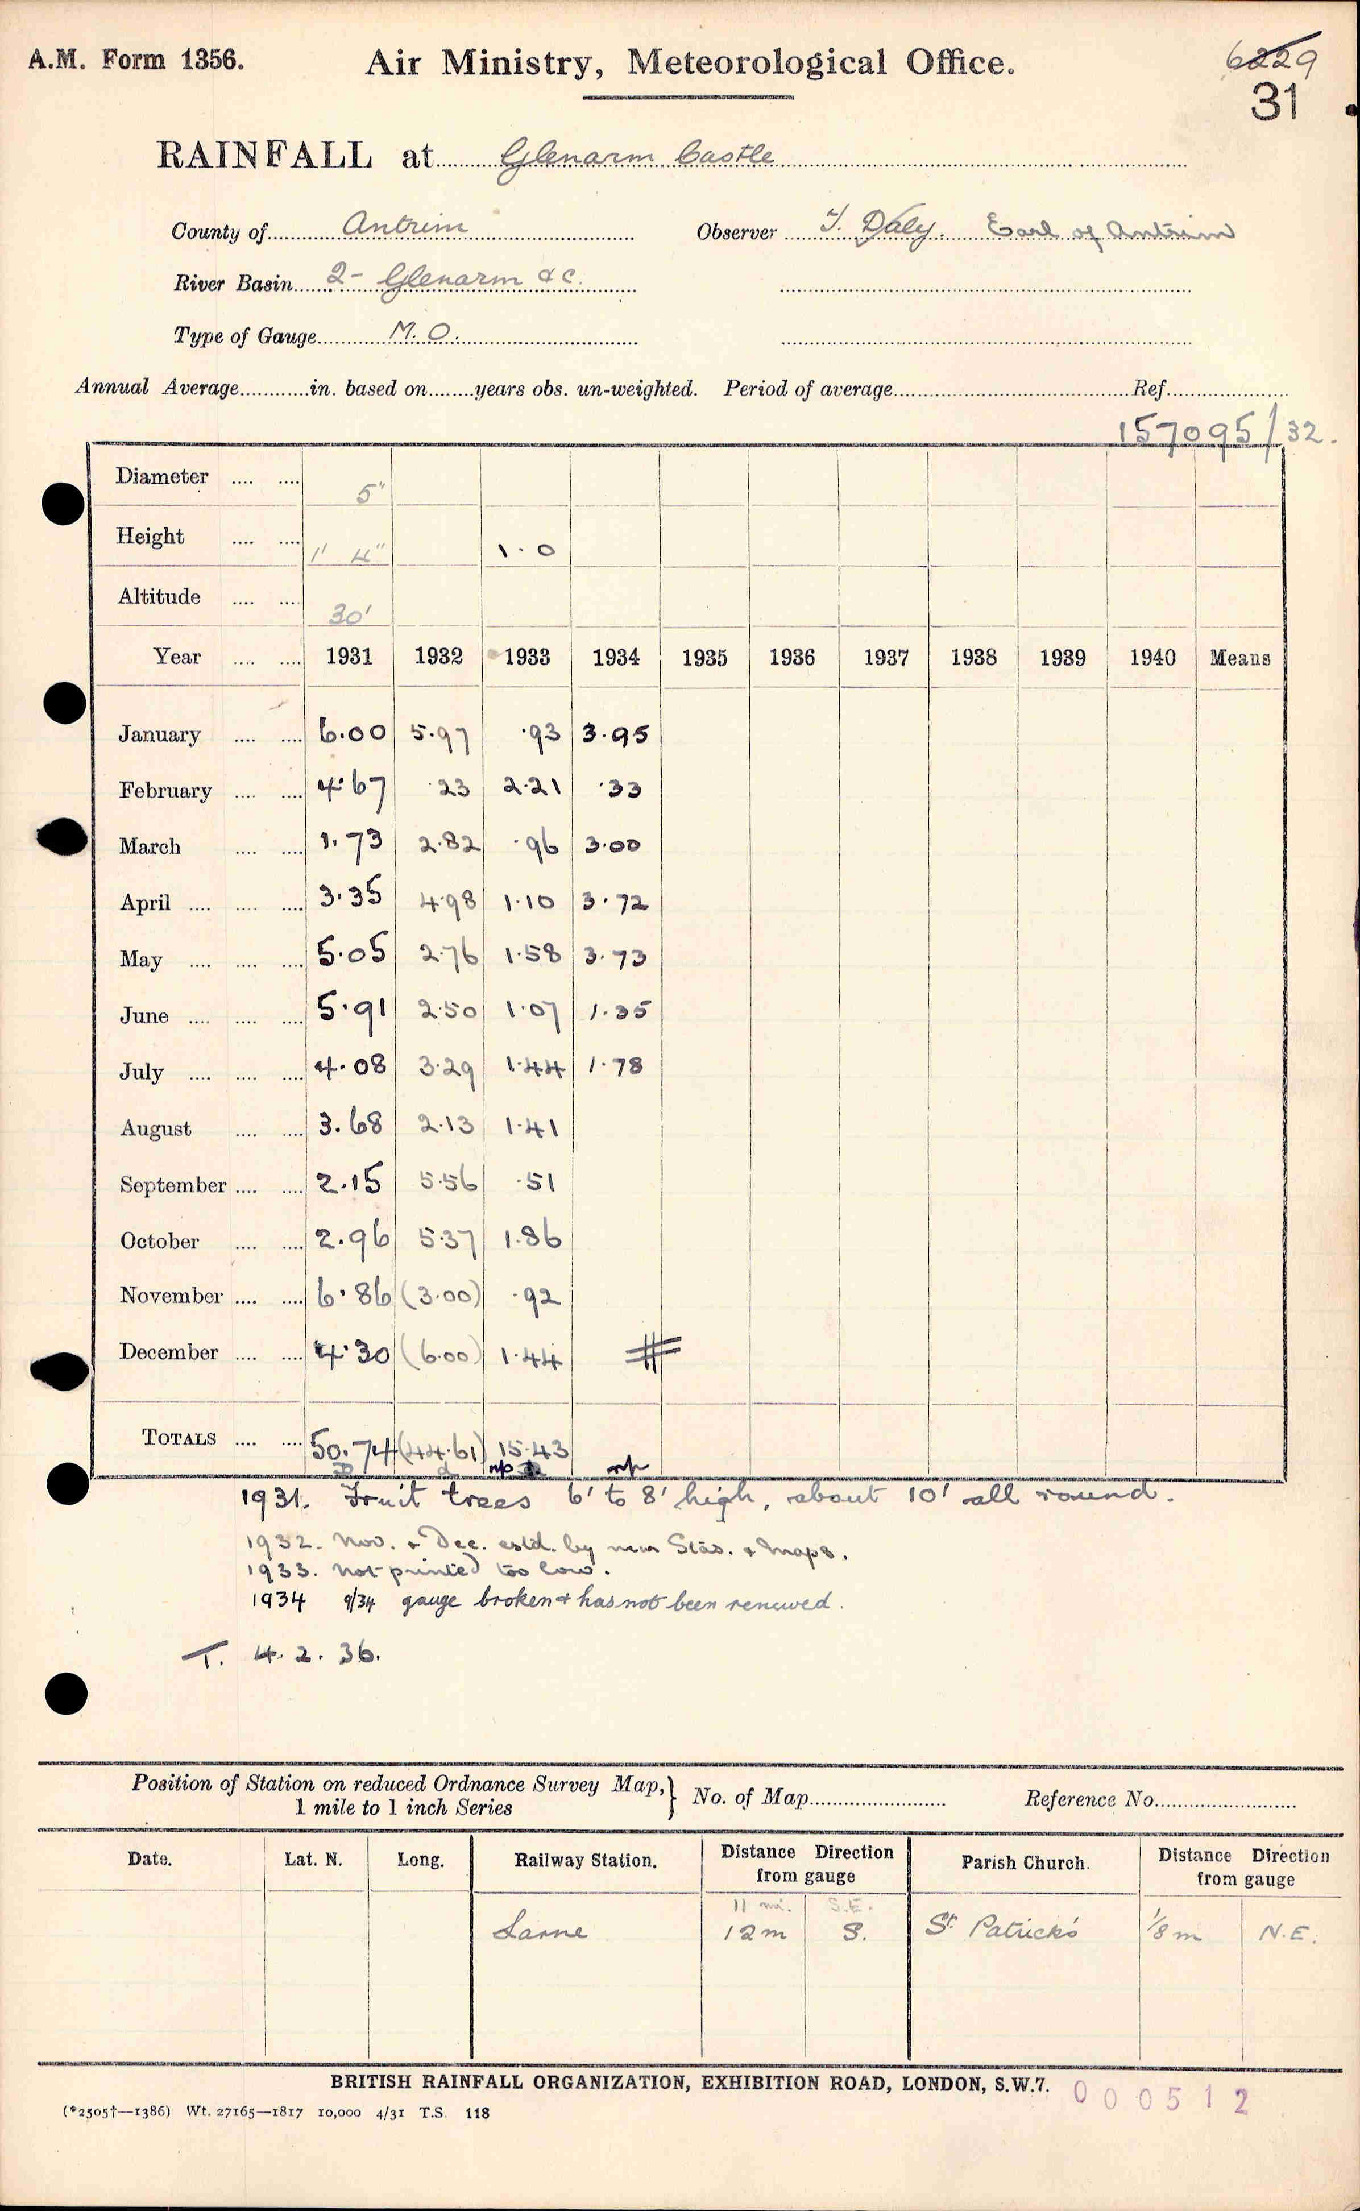 A.M. Form 1356.
Air Ministry, Meteorological Office.
6229
31
RAINFALL at Glenarm Castle
County of Antrim Observer T. Daly. Earl of Antrim
River Basin 2- Glenarm &c.
Type of Gauge M.O.
Annual Average in. based on years obs. un-weighted. Period of average Ref.
157095/32.
Diameter 5"
Height 1' 4" 1.0
Altitude 30'
Year 1931 1932 1933 1934 1935 1936 1937 1938 1939 1940 Means
January 6.00 5.97 .93 3.95
February 4.67 .23 2.21 .33
March 1.73 2.82 .96 3.00
April 3.35 4.98 1.10 3.72
May 5.05 2.76 1.58 3.73
June 5.91 2.50 1.07 1.35
July 4.08 3.29 1.44 1.78
August 3.68 2.13 1.41
September 2.15 5.56 .51
October 2.96 5.37 1.86
November 6.86 (3.00) .92
December 4.30 (6.00) 1.44
TOTALS 50.74 (44.61) 15.43
np np
1931. Fruit trees 6' to 8' high, about 10' all round.
1932. Nov. + Dec. estd. by near Stas. + maps.
1933. not printed too low.
1934 9/34 gauge broken + has not been renewed.
T. 4. 2. 36.
Position of Station on reduced Ordnance Survey Map, 1 mile to 1 inch Series } No. of Map Reference No.
Date. Lat. N. Long. Railway Station. Distance Direction from gauge Parish Church. Distance Direction from gauge
11 mi. S.E.
Larne 12m S. St. Patrick's 1/8 m N.E.
BRITISH RAINFALL ORGANIZATION, EXHIBITION ROAD, LONDON, S.W.7.
000512
(*2505†—1386) Wt. 27165—1817 10,000 4/31 T.S. 118